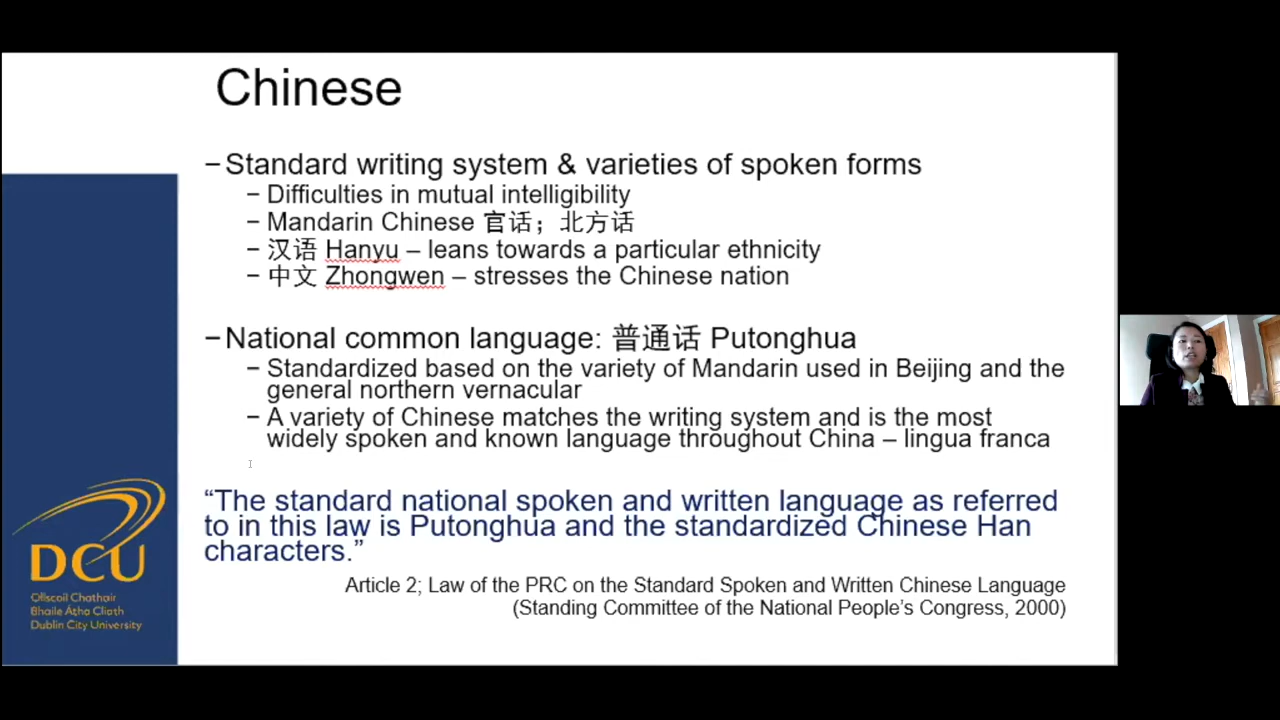 Chinese
–Standard writing system & varieties of spoken forms
– Difficulties in mutual intelligibility
– Mandarin Chinese 官话；北方话
– 汉语 Hanyu – leans towards a particular ethnicity
– 中文 Zhongwen – stresses the Chinese nation
–National common language: 普通话 Putonghua
– Standardized based on the variety of Mandarin used in Beijing and the
general northern vernacular
– A variety of Chinese matches the writing system and is the most
widely spoken and known language throughout China – lingua franca
“The standard national spoken and written language as referred
to in this law is Putonghua and the standardized Chinese Han
characters.”
Article 2; Law of the PRC on the Standard Spoken and Written Chinese Language
(Standing Committee of the National People’s Congress, 2000)
DCU
Ollscoil Chathair
Bhaile Átha Cliath
Dublin City University